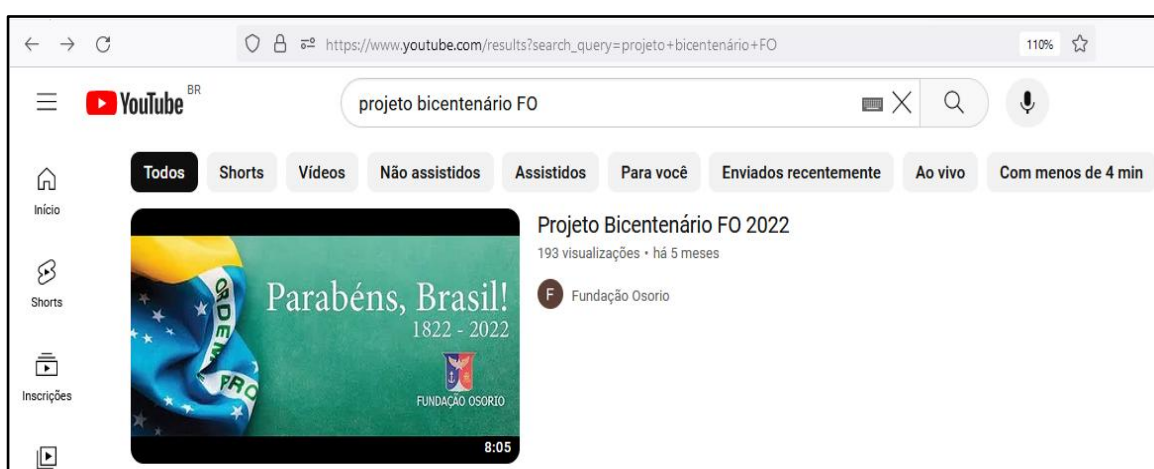 https://www.youtube.com/results?search_query=projeto+bicentenário+FO
110%
YouTube BR
projeto bicentenário FO
Todos
Shorts
Vídeos
Não assistidos
Assistidos
Para você
Enviados recentemente
Ao vivo
Com menos de 4 min
Início
Shorts
Inscrições
ORDEM
PRO
Parabéns, Brasil!
1822 - 2022
FUNDAÇÃO OSORIO
8:05
Projeto Bicentenário FO 2022
193 visualizações • há 5 meses
F Fundação Osorio